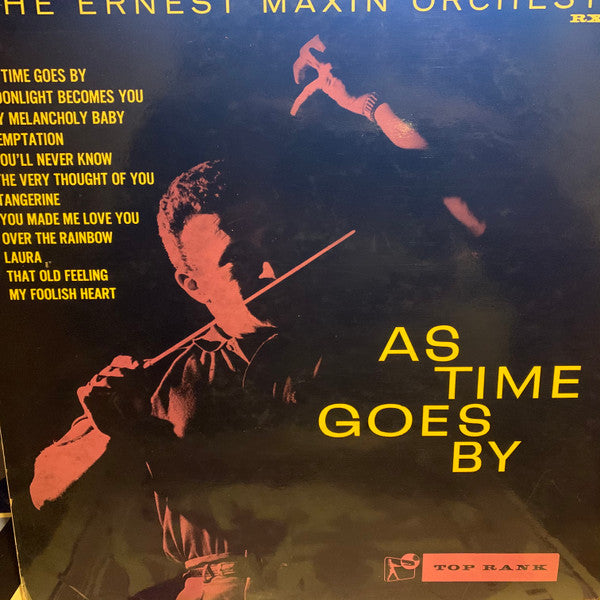 HE ERNEST MAXIN ORCHEST
RX
TIME GOES BY
OONLIGHT BECOMES YOU
Y MELANCHOLY BABY
EMPTATION
OU'LL NEVER KNOW
THE VERY THOUGHT OF YOU
TANGERINE
YOU MADE ME LOVE YOU
OVER THE RAINBOW
LAURA
THAT OLD FEELING
MY FOOLISH HEART
AS
TIME
GOES
BY
TOP RANK